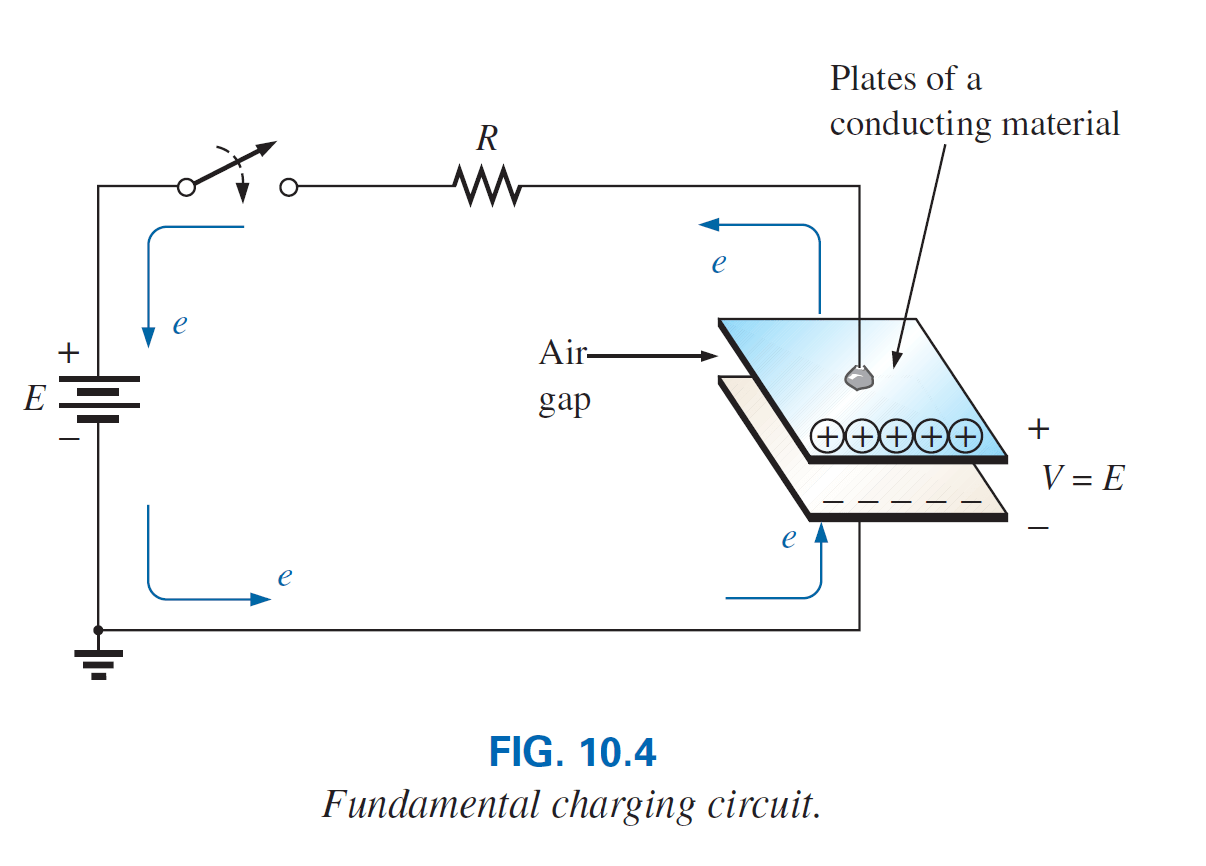 Plates of a
conducting material
R
e
e
Air
gap
+
E
−
+ + + + +
+
V = E
−
− − − − −
e
e
FIG. 10.4
Fundamental charging circuit.